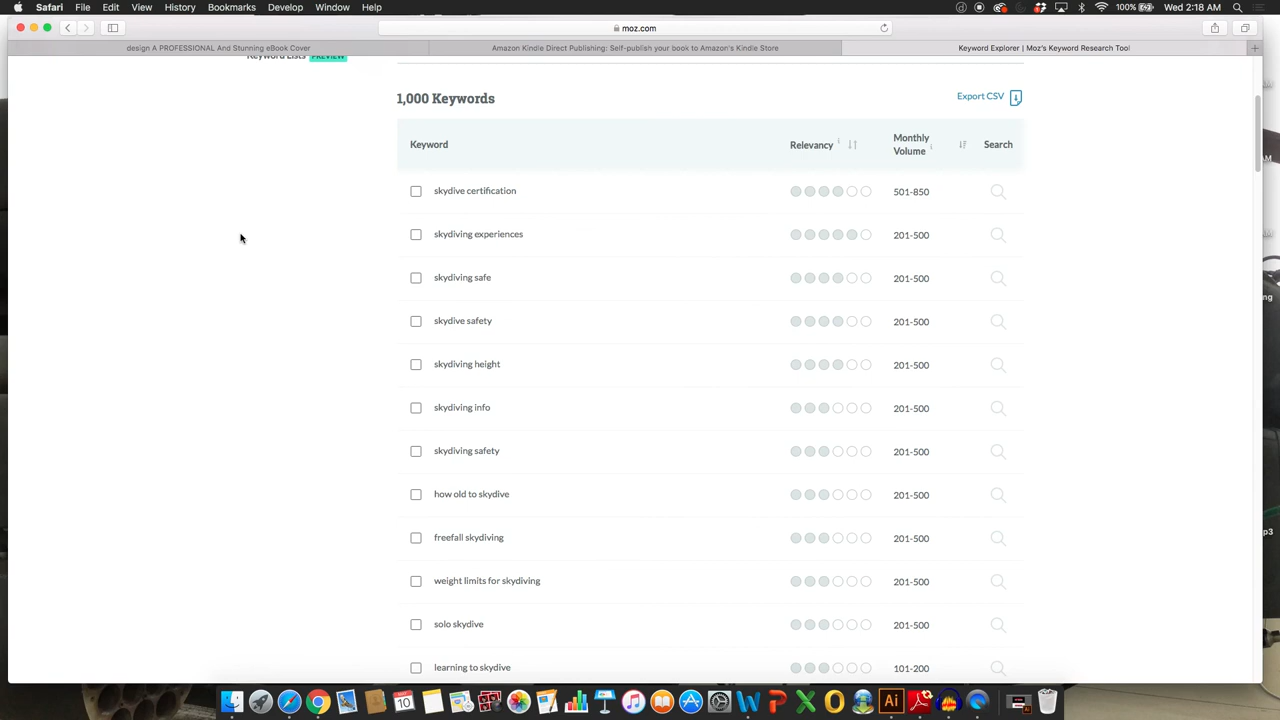 Safari File Edit View History Bookmarks Develop Window Help 100% Wed 2:18 AM
moz.com
design A PROFESSIONAL And Stunning eBook Cover
Amazon Kindle Direct Publishing: Self-publish your book to Amazon's Kindle Store
Keyword Explorer | Moz's Keyword Research Tool
Keyword Lists PREVIEW
1,000 Keywords
Export CSV
Keyword Relevancy Monthly Volume Search
skydive certification 501-850
skydiving experiences 201-500
skydiving safe 201-500
skydive safety 201-500
skydiving height 201-500
skydiving info 201-500
skydiving safety 201-500
how old to skydive 201-500
freefall skydiving 201-500
weight limits for skydiving 201-500
solo skydive 201-500
learning to skydive 101-200